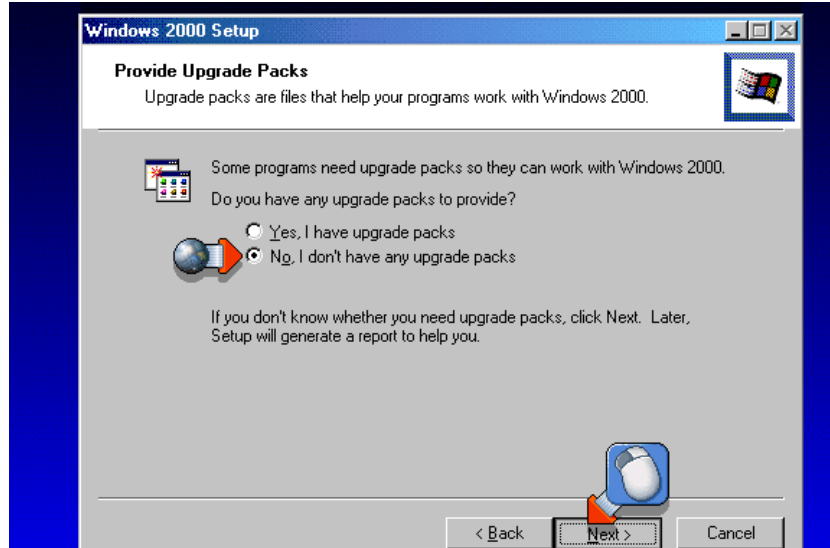 Windows 2000 Setup
Provide Upgrade Packs
Upgrade packs are files that help your programs work with Windows 2000.
Some programs need upgrade packs so they can work with Windows 2000.
Do you have any upgrade packs to provide?
Yes, I have upgrade packs
No, I don't have any upgrade packs
If you don't know whether you need upgrade packs, click Next. Later,
Setup will generate a report to help you.
< Back Next > Cancel